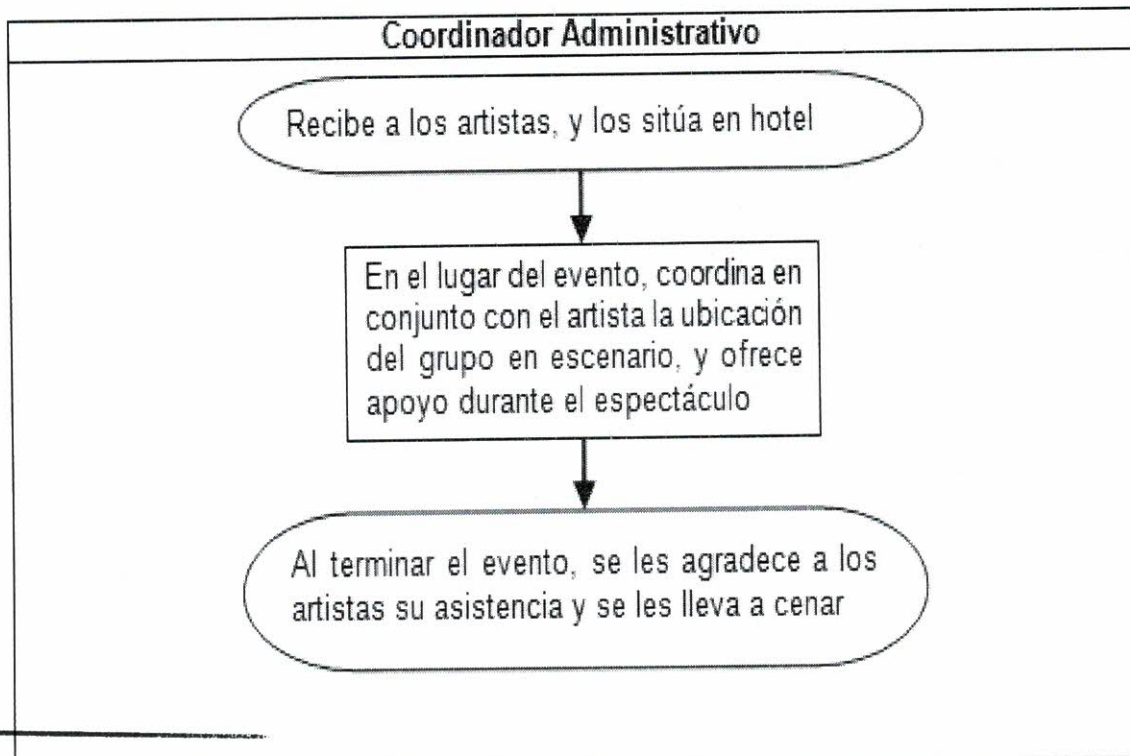 Coordinador Administrativo
Recibe a los artistas, y los sitúa en hotel
En el lugar del evento, coordina en
conjunto con el artista la ubicación
del grupo en escenario, y ofrece
apoyo durante el espectáculo
Al terminar el evento, se les agradece a los
artistas su asistencia y se les lleva a cenar